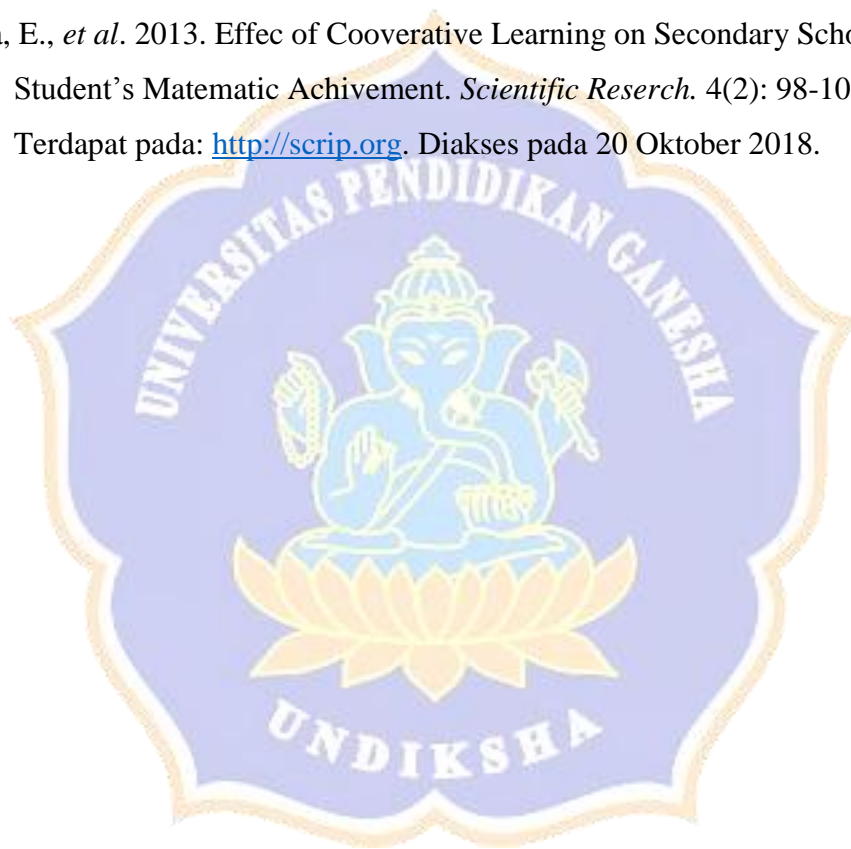 , E., et al. 2013. Effec of Cooverative Learning on Secondary Scho
Student’s Matematic Achivement. Scientific Reserch. 4(2): 98-10
Terdapat pada: http://scrip.org. Diakses pada 20 Oktober 2018.
UNIVERSITAS PENDIDIKAN GANESHA
UNDIKSHA